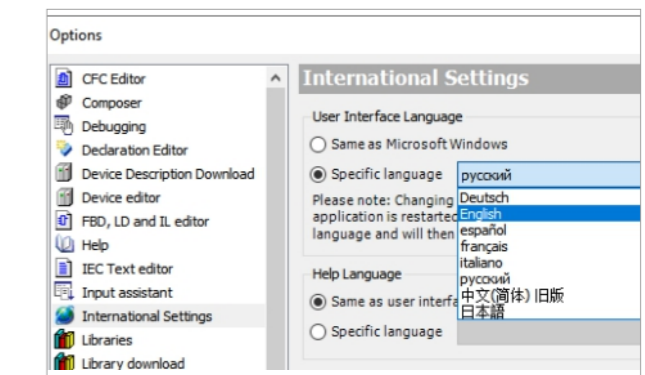 Options
CFC Editor
Composer
Debugging
Declaration Editor
Device Description Download
Device editor
FBD, LD and IL editor
Help
IEC Text editor
Input assistant
International Settings
Libraries
Library download
International Settings
User Interface Language
Same as Microsoft Windows
Specific language
русский
Please note: Changing
application is restarted
language and will then
Deutsch
English
español
français
italiano
русский
中文(简体) 旧版
日本語
Help Language
Same as user interfa
Specific language